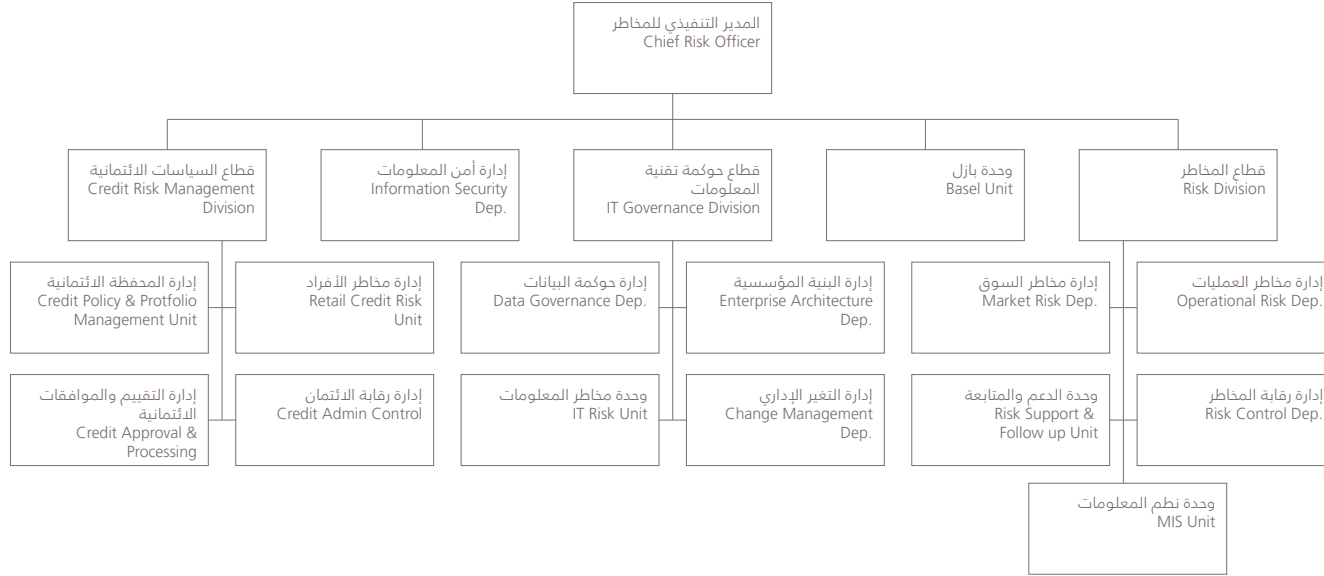 المدير التنفيذي للمخاطر
Chief Risk Officer
قطاع السياسات الائتمانية
Credit Risk Management
Division
إدارة أمن المعلومات
Information Security
Dep.
قطاع حوكمة تقنية
المعلومات
IT Governance Division
وحدة بازل
Basel Unit
قطاع المخاطر
Risk Division
إدارة المحفظة الائتمانية
Credit Policy & Protfolio
Management Unit
إدارة مخاطر الأفراد
Retail Credit Risk
Unit
إدارة حوكمة البيانات
Data Governance Dep.
إدارة البنية المؤسسية
Enterprise Architecture
Dep.
إدارة مخاطر السوق
Market Risk Dep.
إدارة مخاطر العمليات
Operational Risk Dep.
إدارة التقييم والموافقات
الائتمانية
Credit Approval &
Processing
إدارة رقابة الائتمان
Credit Admin Control
وحدة مخاطر المعلومات
IT Risk Unit
إدارة التغير الإداري
Change Management
Dep.
وحدة الدعم والمتابعة
Risk Support &
Follow up Unit
إدارة رقابة المخاطر
Risk Control Dep.
وحدة نظم المعلومات
MIS Unit